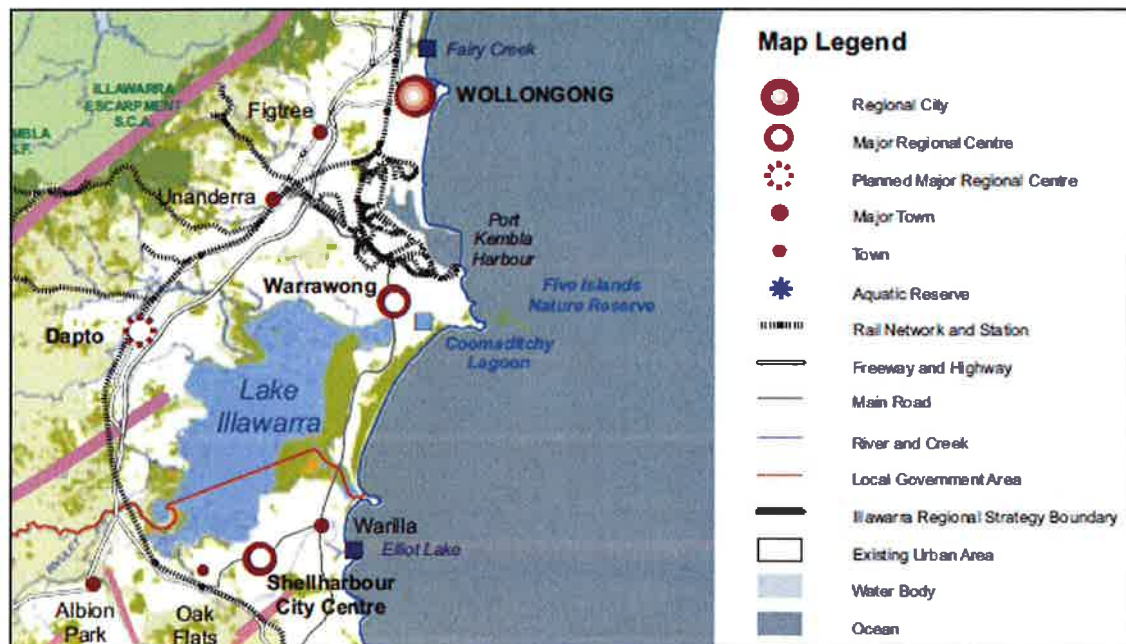 Fairy Creek
WOLLONGONG
ILLAWARRA
ESCARPMENT
S.C.A.
MBLA
S.F.
Figtree
Unanderra
Port
Kembla
Harbour
Five Islands
Nature Reserve
Warrawong
Dapto
Coomaditchy
Lagoon
Lake
Illawarra
Warilla
Elliot Lake
Shellharbour
City Centre
Albion
Park
Oak
Flats
Map Legend
Regional City
Major Regional Centre
Planned Major Regional Centre
Major Town
Town
Aquatic Reserve
Rail Network and Station
Freeway and Highway
Main Road
River and Creek
Local Government Area
Illawarra Regional Strategy Boundary
Existing Urban Area
Water Body
Ocean